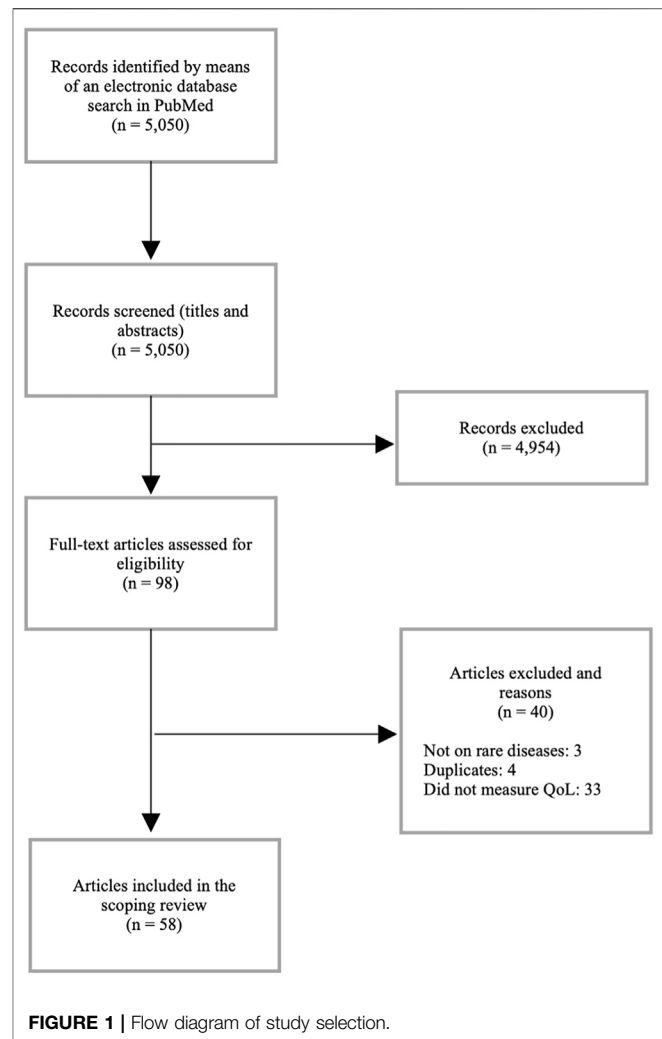 Records identified by means
of an electronic database
search in PubMed
(n = 5,050)
Records screened (titles and
abstracts)
(n = 5,050)
Records excluded
(n = 4,954)
Full-text articles assessed for
eligibility
(n = 98)
Articles excluded and
reasons
(n = 40)
Not on rare diseases: 3
Duplicates: 4
Did not measure QoL: 33
Articles included in the
scoping review
(n = 58)
FIGURE 1 | Flow diagram of study selection.